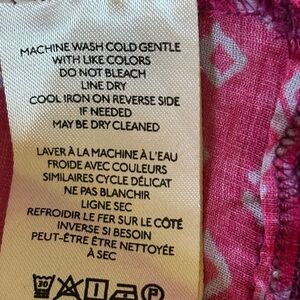 MACHINE WASH COLD GENTLE
WITH LIKE COLORS
DO NOT BLEACH
LINE DRY
COOL IRON ON REVERSE SIDE
IF NEEDED
MAY BE DRY CLEANED
LAVER À LA MACHINE À L'EAU
FROIDE AVEC COULEURS
SIMILAIRES CYCLE DÉLICAT
NE PAS BLANCHIR
LIGNE SEC
REFROIDIR LE FER SUR LE CÔTÉ
INVERSE SI BESOIN
PEUT-ÊTRE ÊTRE NETTOYÉE
À SEC
30 P